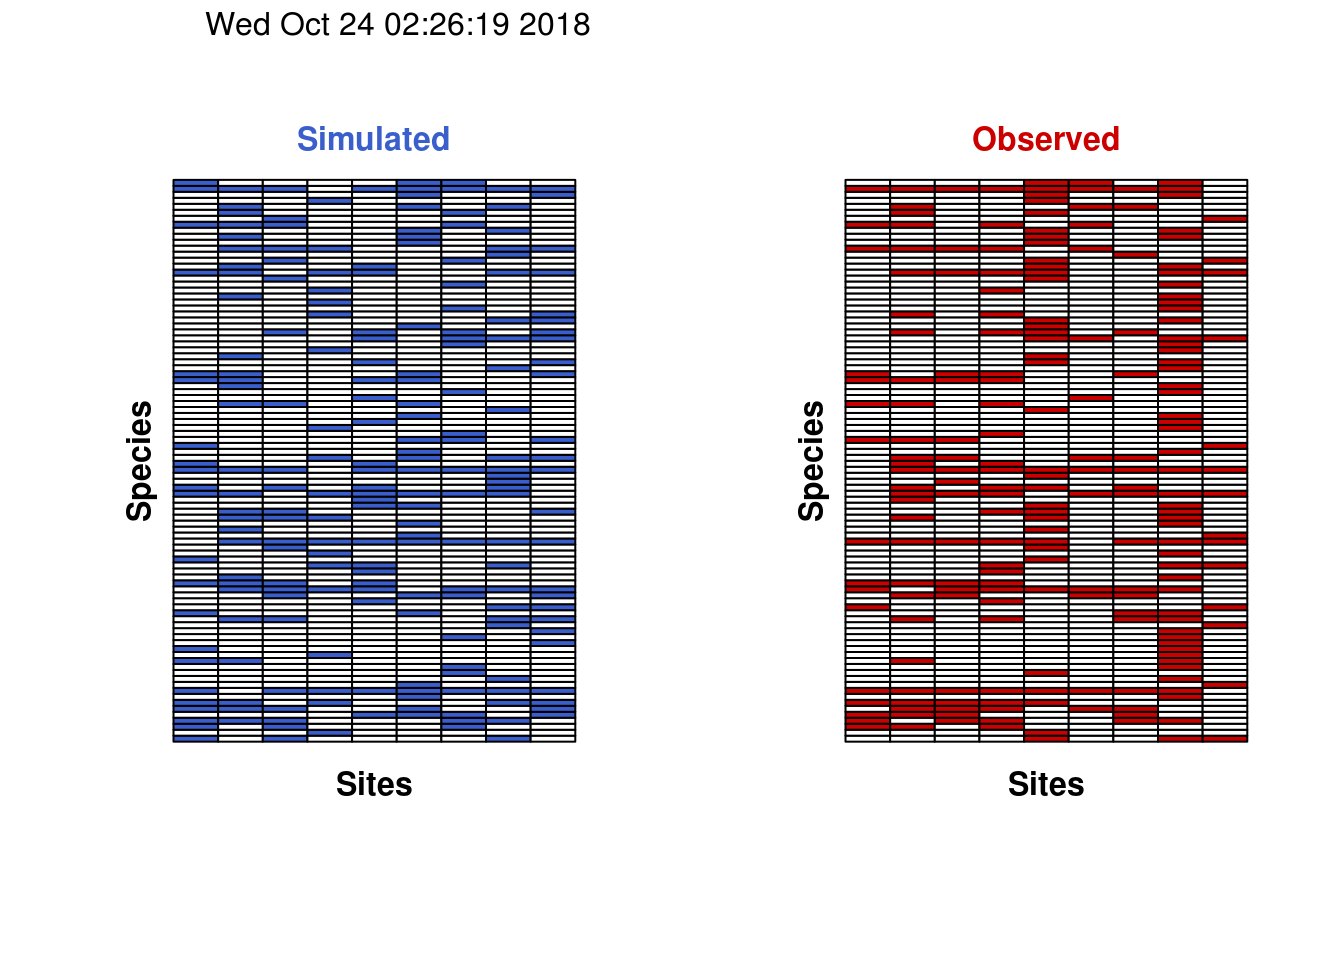 Wed Oct 24 02:26:19 2018
Simulated
Observed
Species
Species
Sites
Sites